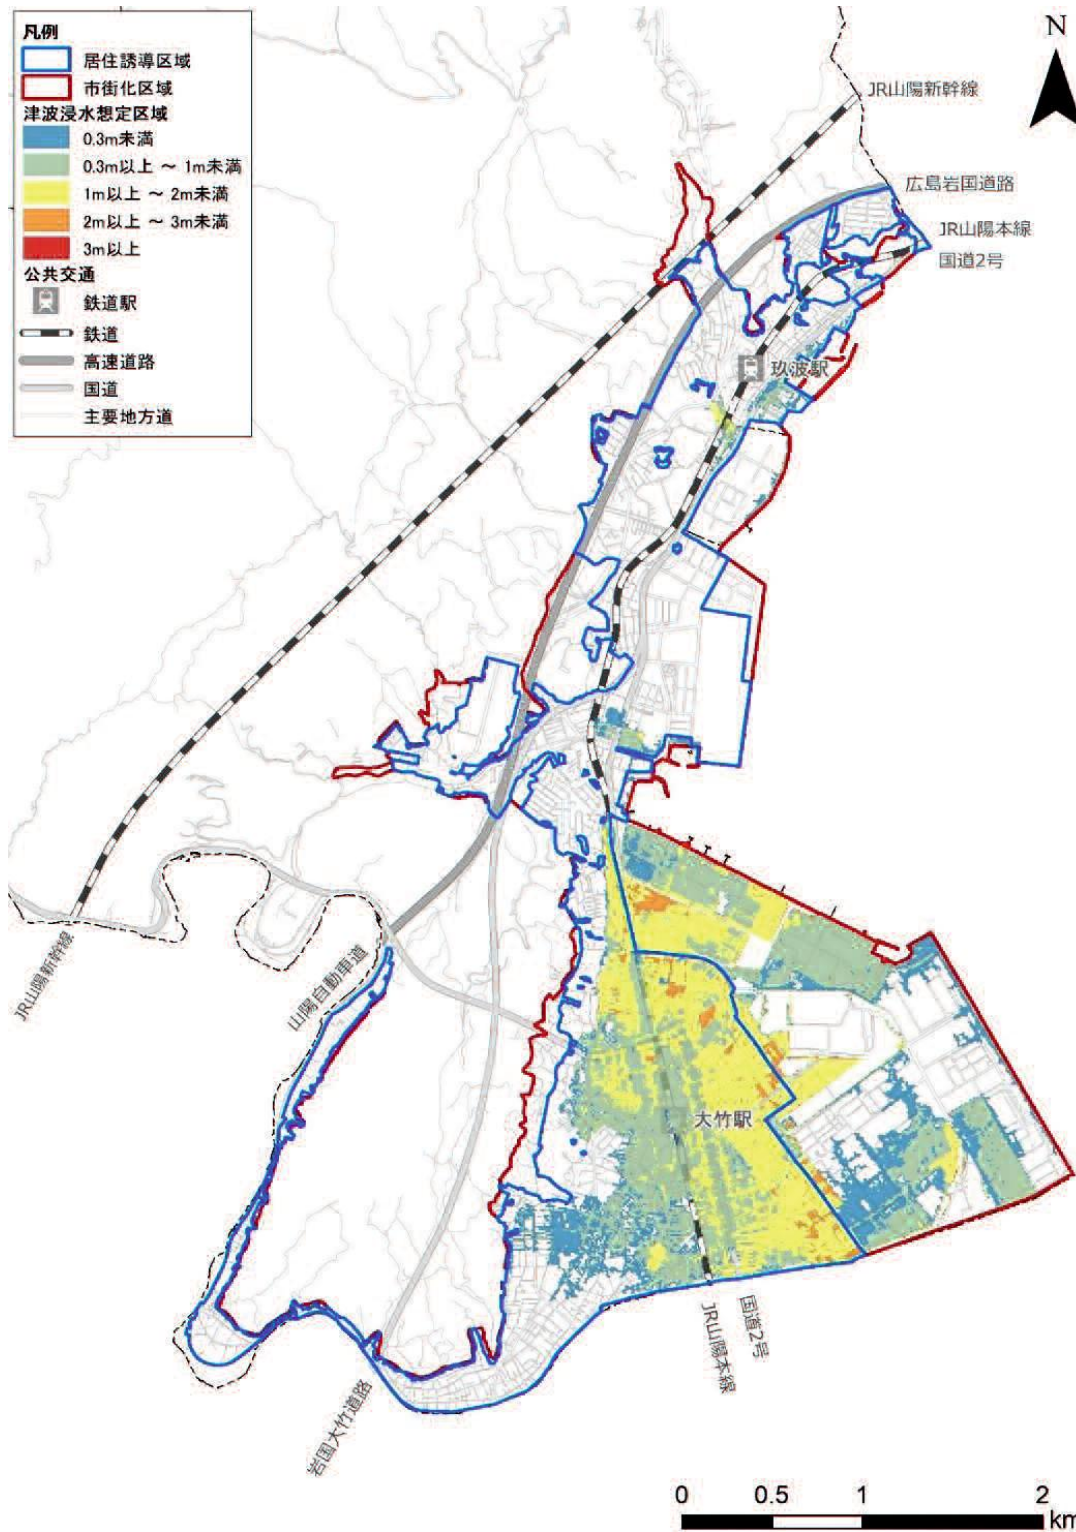 凡例
居住誘導区域
市街化区域
津波浸水想定区域
0.3m未満
0.3m以上 ～ 1m未満
1m以上 ～ 2m未満
2m以上 ～ 3m未満
3m以上
公共交通
鉄道駅
鉄道
高速道路
国道
主要地方道
N
JR山陽新幹線
広島岩国道路
JR山陽本線
国道2号
玖波駅
JR山陽新幹線
山陽自動車道
大竹駅
国道2号
JR山陽本線
岩国大竹道路
0 0.5 1 2
km